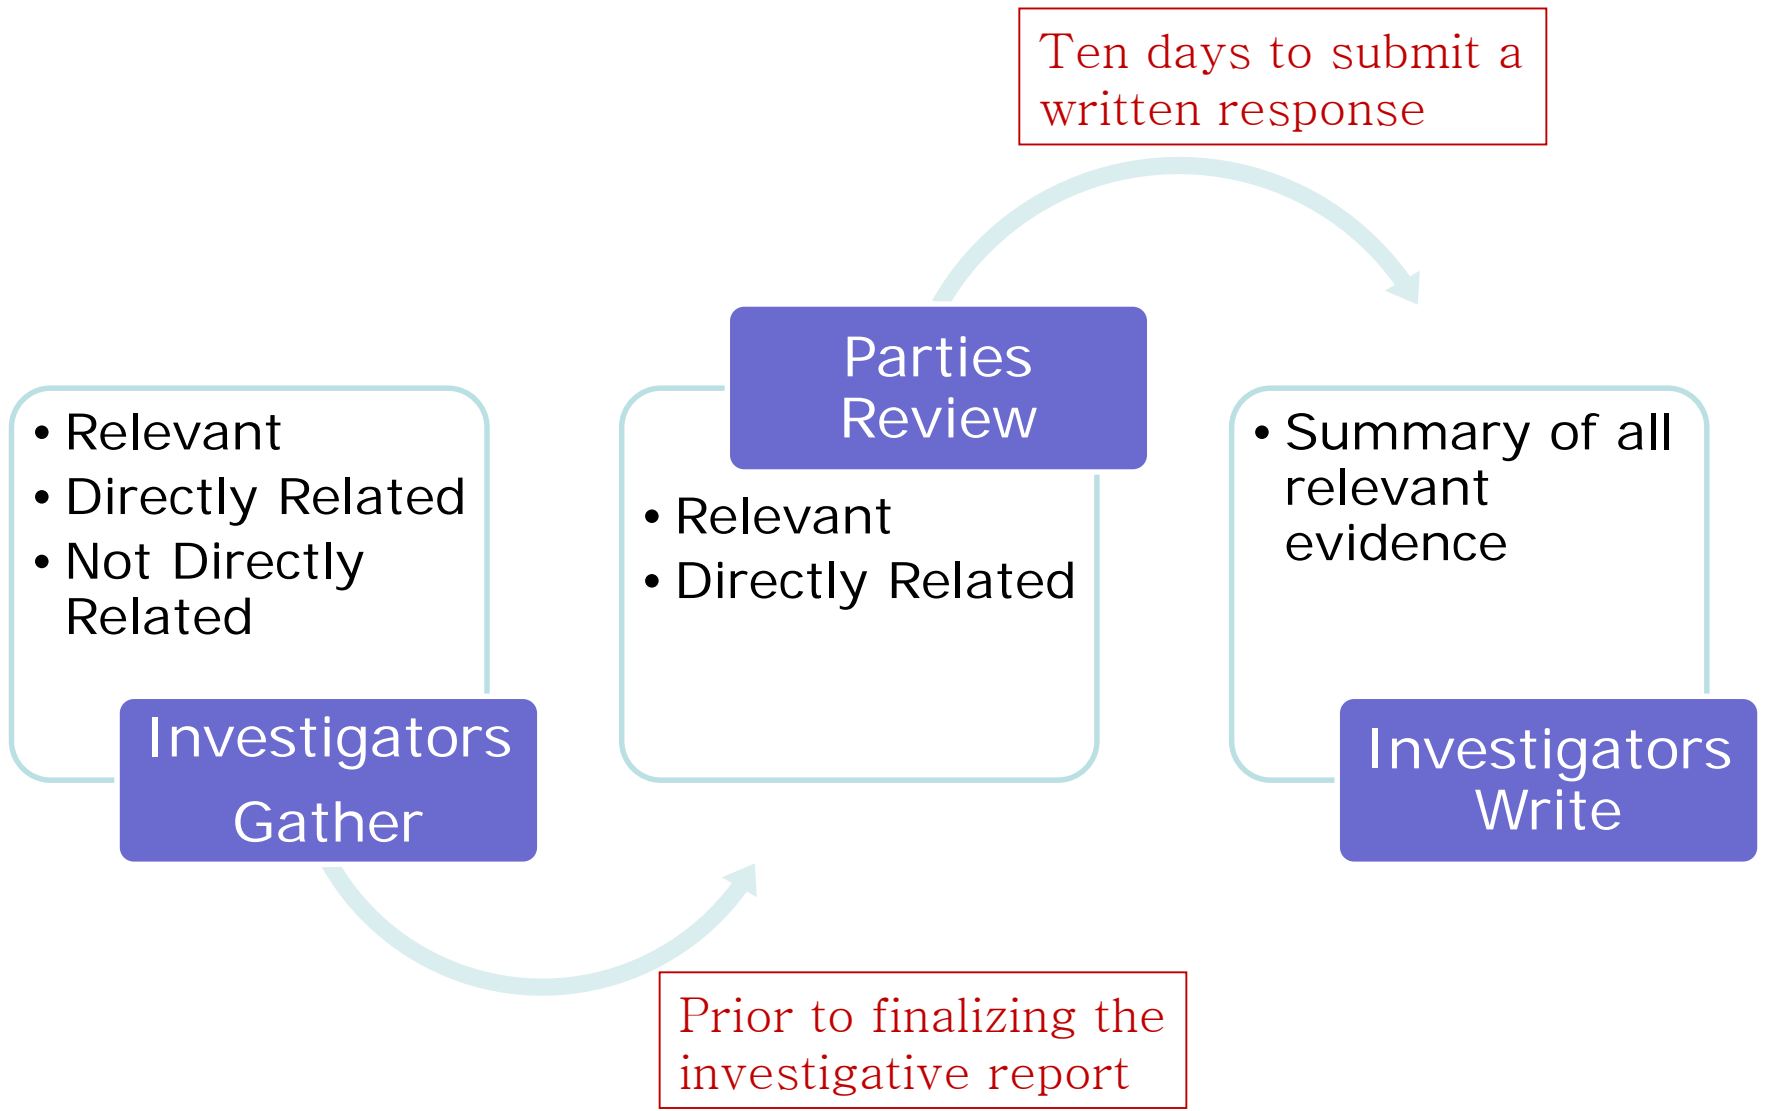 Ten days to submit a
written response
• Relevant
• Directly Related
• Not Directly
Related
Investigators
Gather
Parties
Review
• Relevant
• Directly Related
• Summary of all
relevant
evidence
Investigators
Write
Prior to finalizing the
investigative report